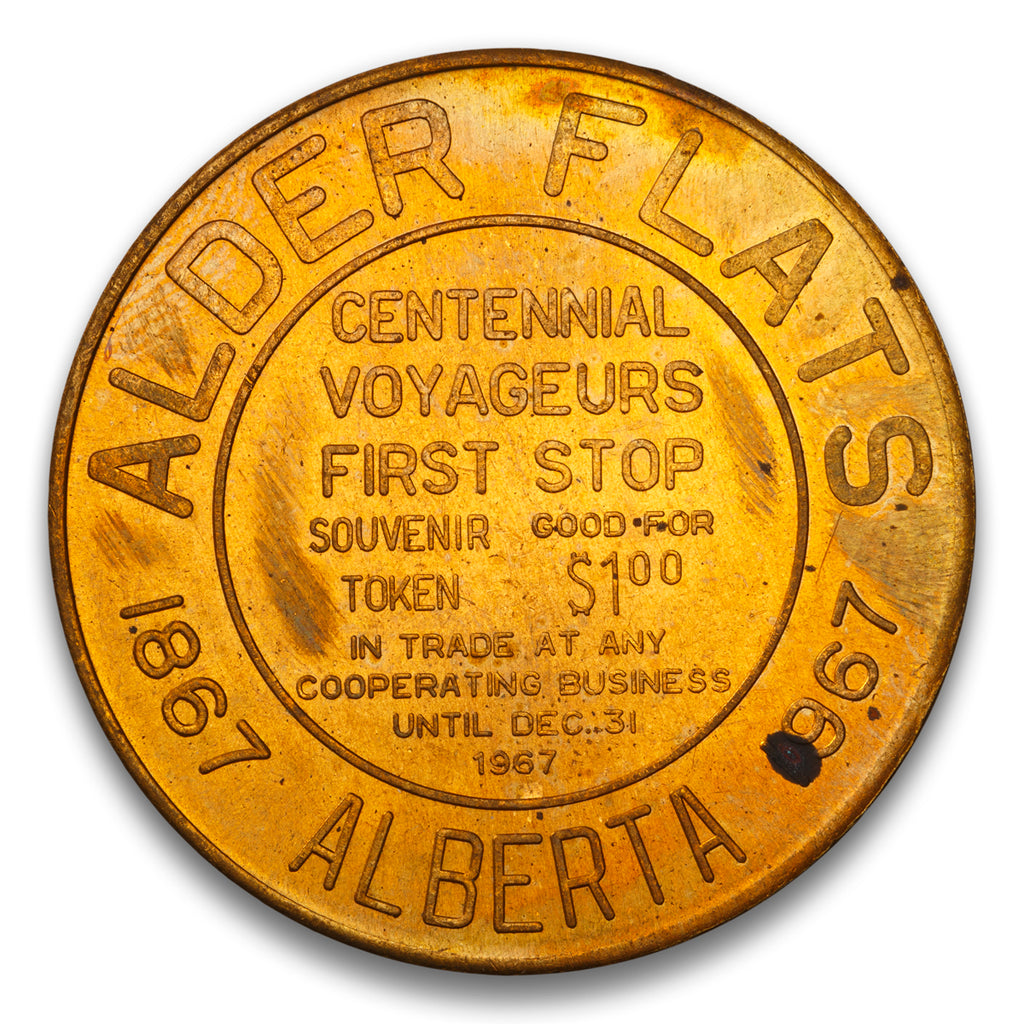 ALDER FLATS
CENTENNIAL
VOYAGEURS
FIRST STOP
SOUVENIR GOOD FOR
TOKEN $1.00
IN TRADE AT ANY
COOPERATING BUSINESS
UNTIL DEC. 31
1967
1867 ALBERTA 967